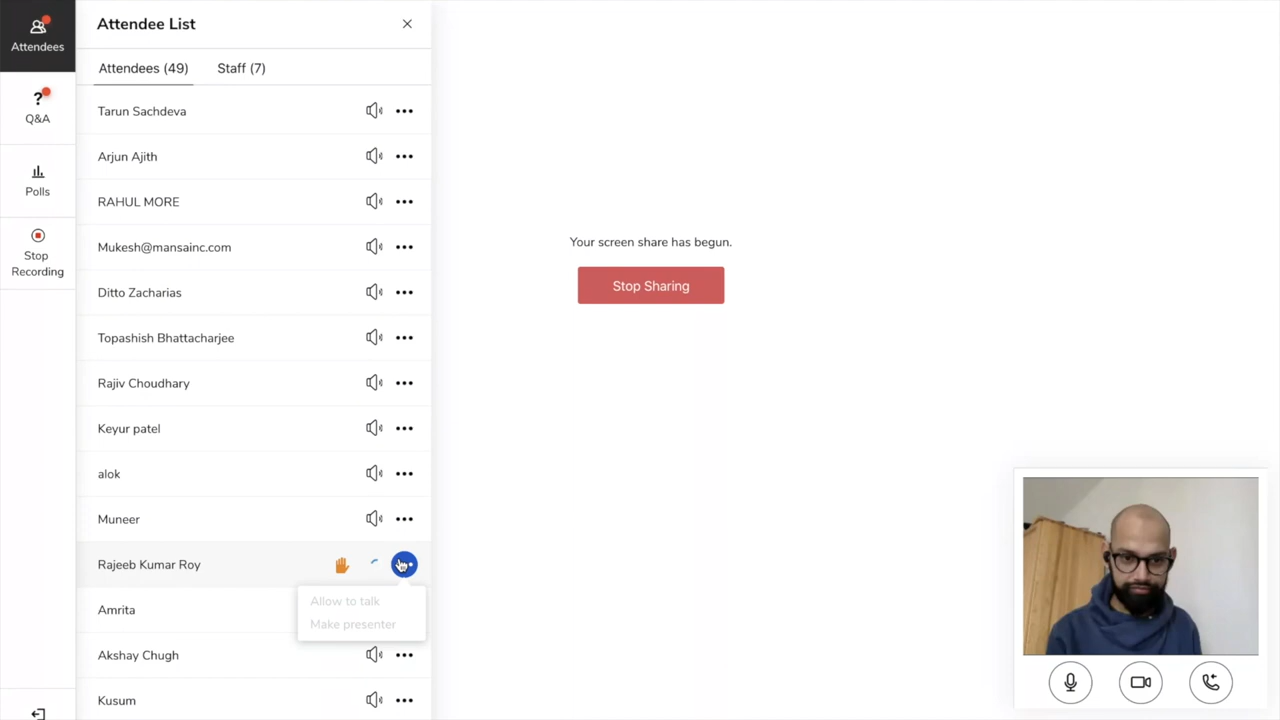 Attendees
Q&A
Polls
Stop
Recording
Attendee List
Attendees (49)
Staff (7)
Tarun Sachdeva
Arjun Ajith
RAHUL MORE
Mukesh@mansainc.com
Ditto Zacharias
Topashish Bhattacharjee
Rajiv Choudhary
Keyur patel
alok
Muneer
Rajeeb Kumar Roy
Allow to talk
Make presenter
Amrita
Akshay Chugh
Kusum
Your screen share has begun.
Stop Sharing